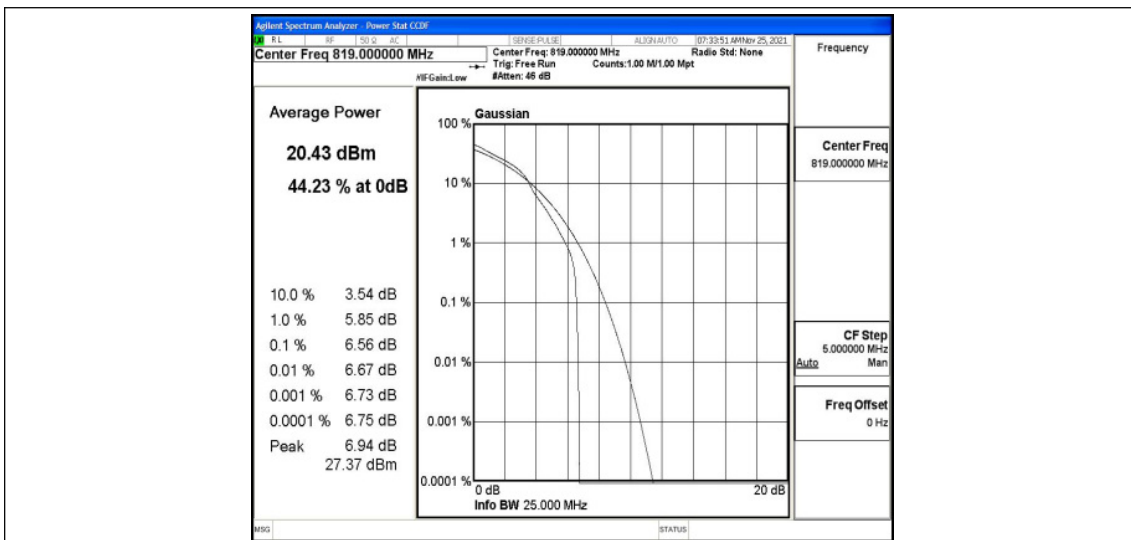 Agilent Spectrum Analyzer - Power Stat CCDF
RL RF 50 Ω AC SENSE:PULSE ALIGNAUTO 07:33:51 AM Nov 25, 2021
Center Freq 819.000000 MHz
Center Freq: 819.000000 MHz Radio Std: None
Trig: Free Run Counts:1.00 M/1.00 Mpt
#IFGain:Low #Atten: 46 dB
Average Power
20.43 dBm
44.23 % at 0dB
10.0 % 3.54 dB
1.0 % 5.85 dB
0.1 % 6.56 dB
0.01 % 6.67 dB
0.001 % 6.73 dB
0.0001 % 6.75 dB
Peak 6.94 dB
27.37 dBm
Gaussian
100 %
10 %
1 %
0.1 %
0.01 %
0.001 %
0.0001 %
0 dB 20 dB
Info BW 25.000 MHz
Frequency
Center Freq
819.000000 MHz
CF Step
5.000000 MHz
Auto Man
Freq Offset
0 Hz
MSG STATUS